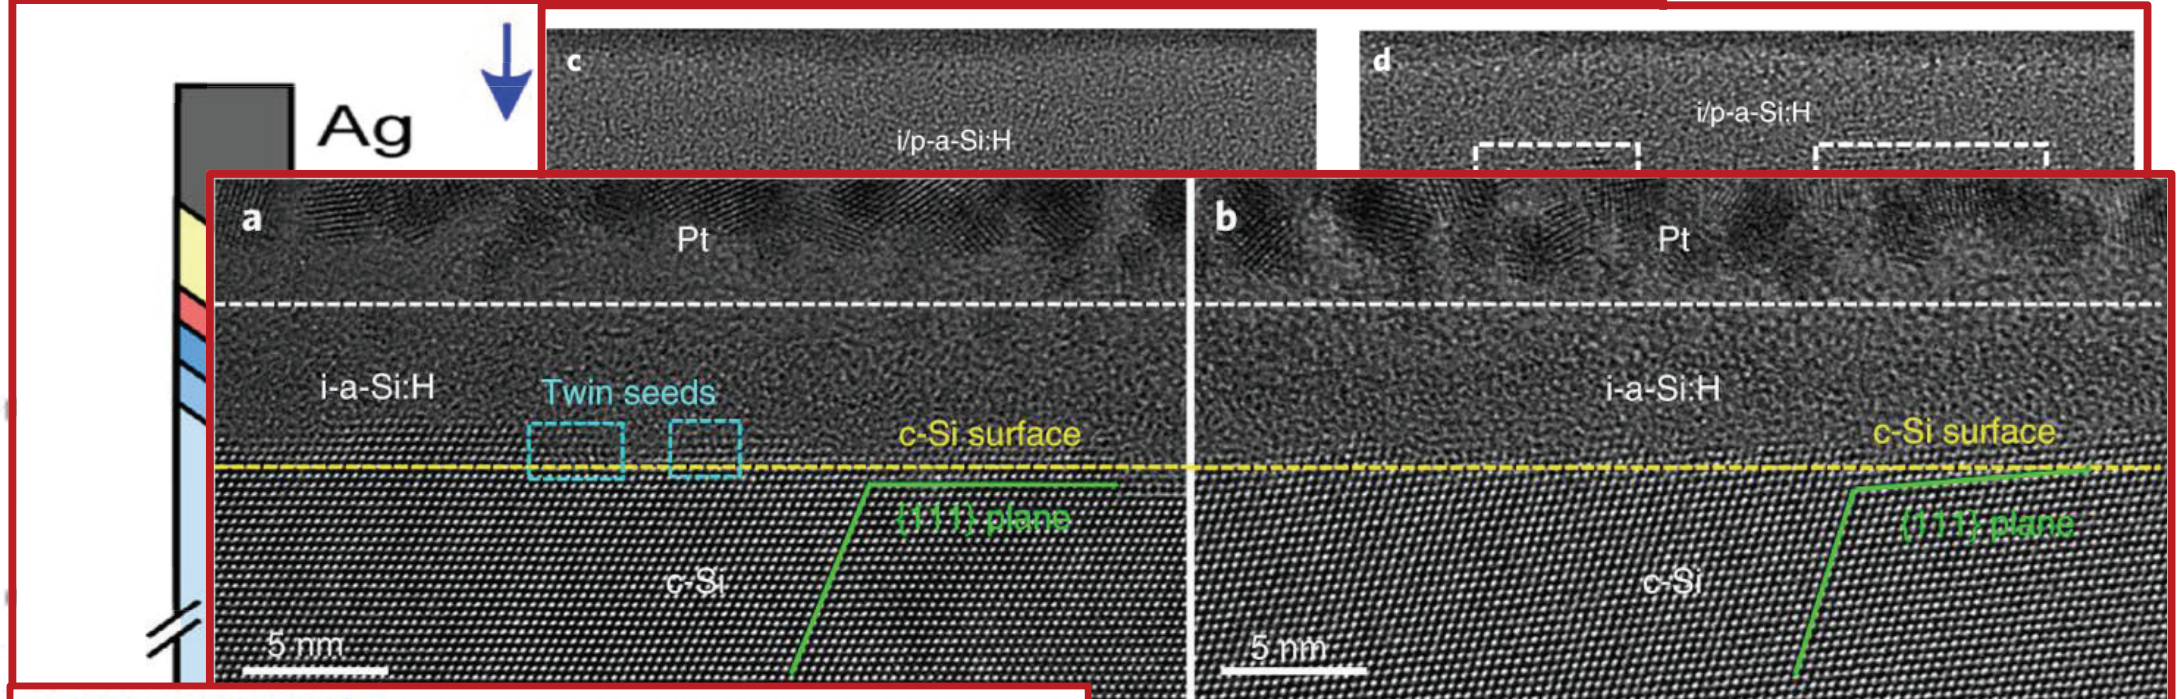 Ag
c
i/p-a-Si:H
d
i/p-a-Si:H
a
Pt
i-a-Si:H
Twin seeds
c-Si surface
{111} plane
c-Si
5 nm
b
Pt
i-a-Si:H
c-Si surface
{111} plane
c-Si
5 nm